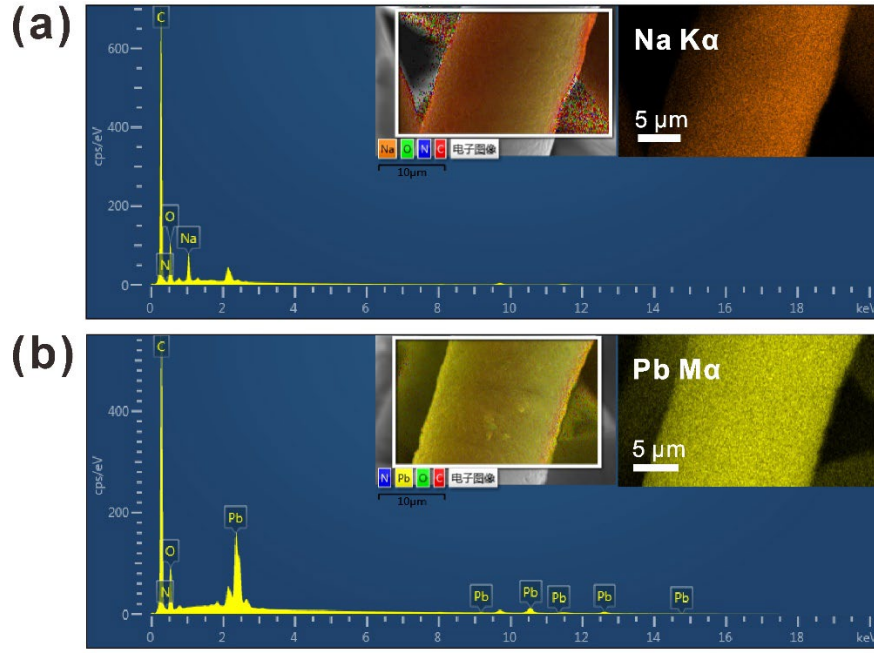 (a)
600
400
200
0
cps/eV
C
O
N
Na
Na O N C 电子图像
10μm
Na Kα
5 μm
0 2 4 6 8 10 12 14 16 18 keV
(b)
400
200
0
cps/eV
C
O
N
Pb
Pb Pb Pb Pb Pb
N Pb O C 电子图像
10μm
Pb Mα
5 μm
0 2 4 6 8 10 12 14 16 18